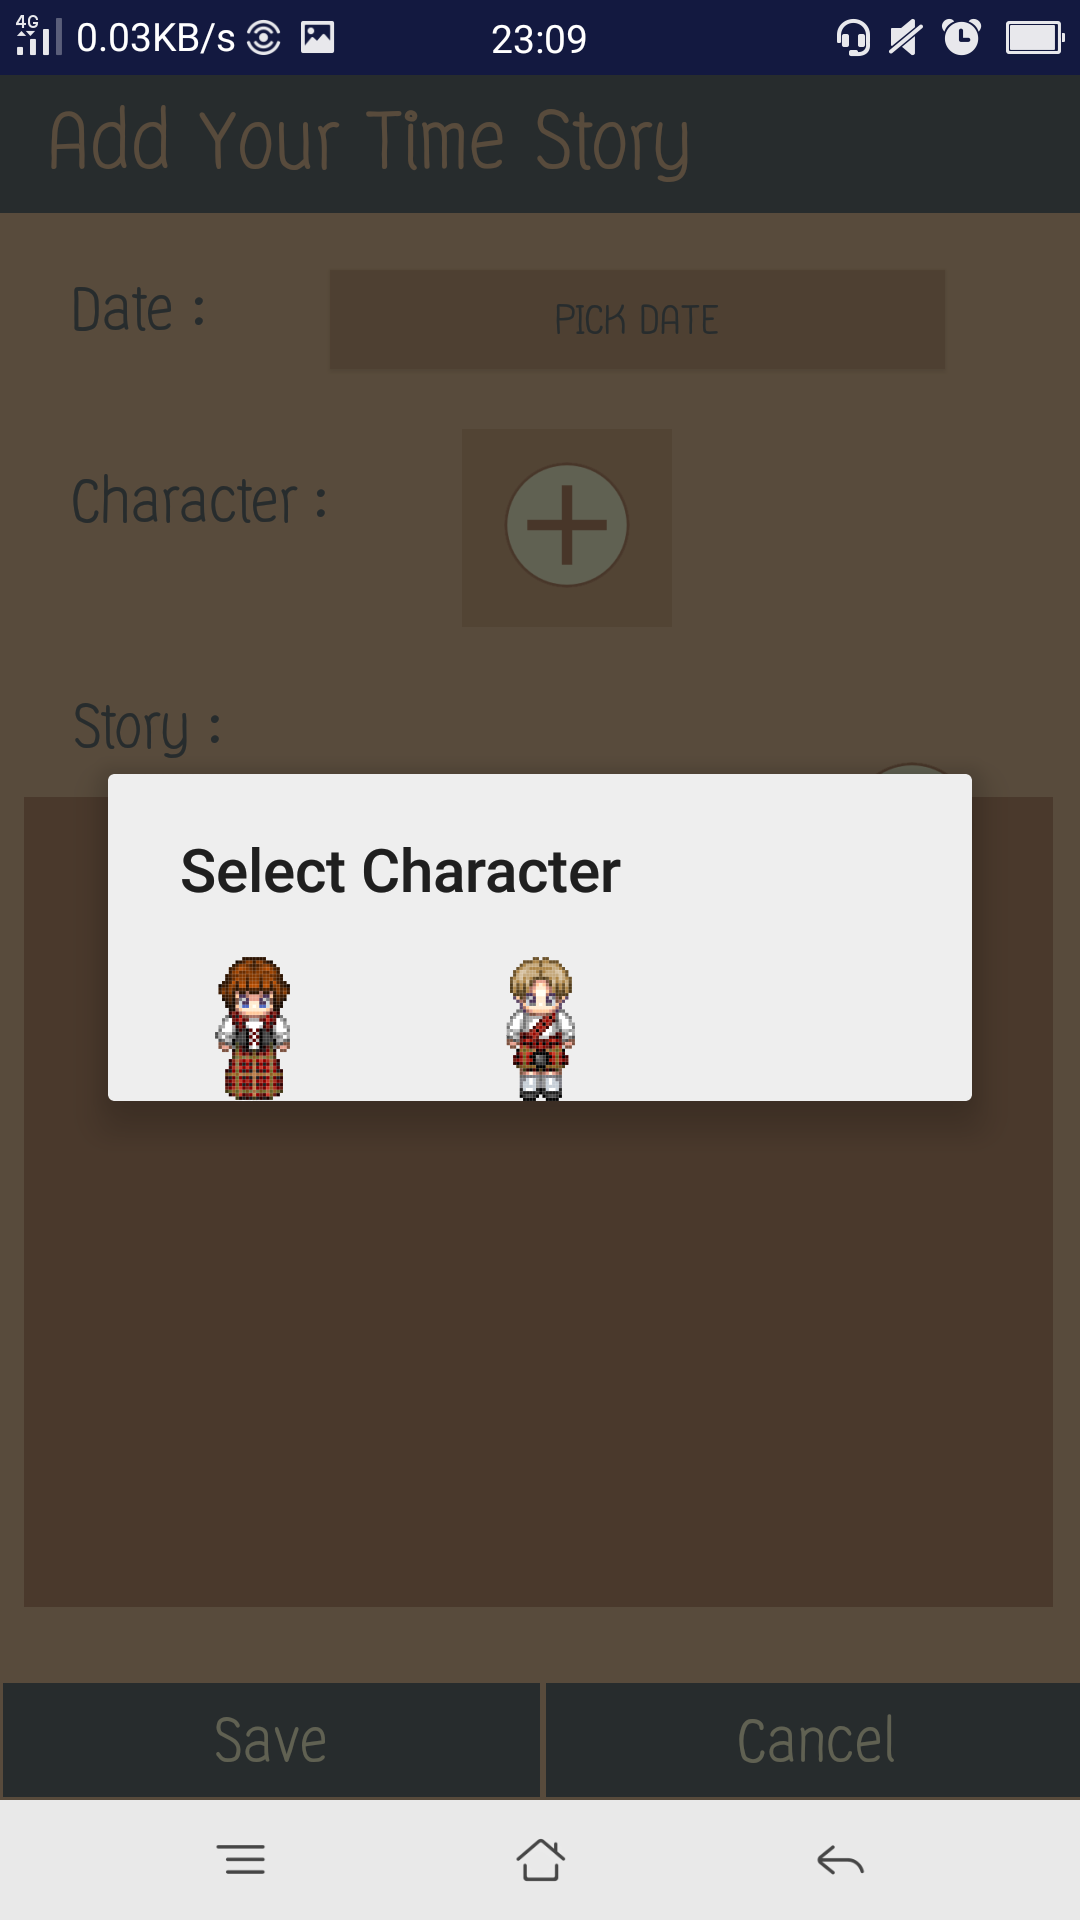 4G 0.03KB/s 23:09
Add Your Time Story
Date : PICK DATE
Character :
Story :
Select Character
Save Cancel